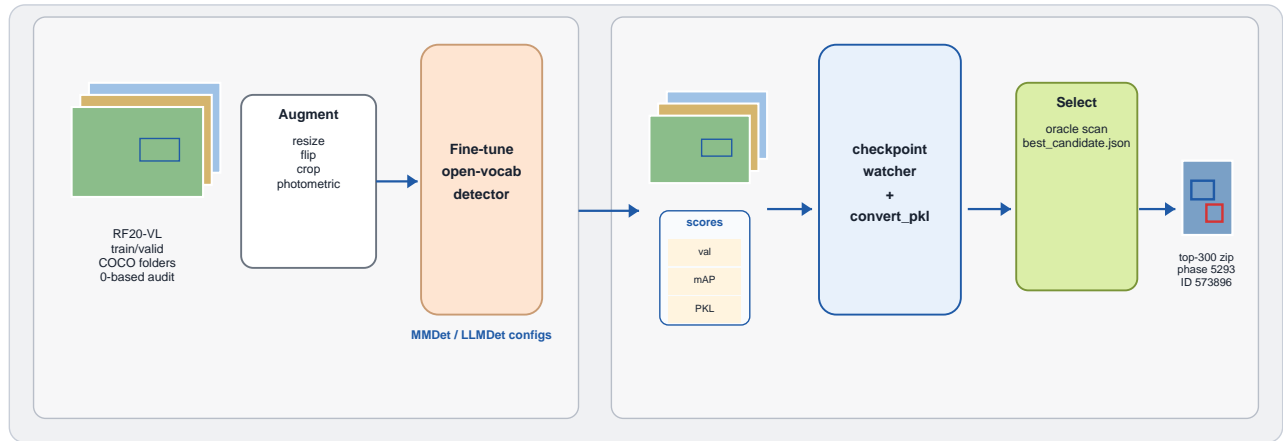 RF20-VL
train/valid
COCO folders
0-based audit
Augment
resize
flip
crop
photometric
Fine-tune
open-vocab
detector
MMDet / LLMDet configs
scores
val
mAP
PKL
checkpoint
watcher
+
convert_pkl
Select
oracle scan
best_candidate.json
top-300 zip
phase 5293
ID 573896